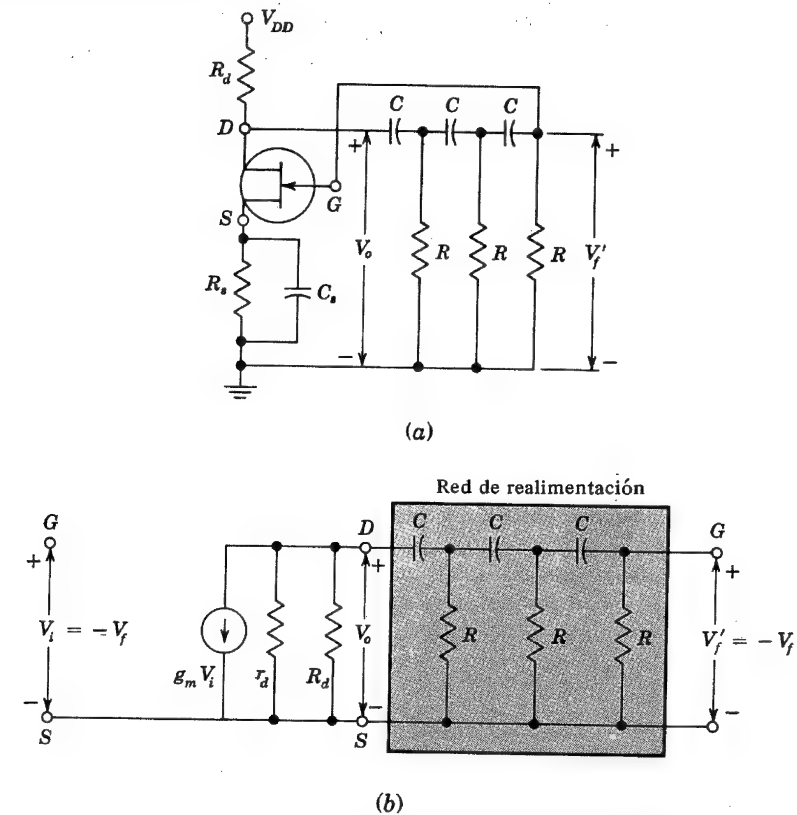 V_DD
R_d
D
C C C
+ +
G
S
V_o R R R V_f'
R_s C_s
− −
(a)
Red de realimentación
G D C C C G
+ + +
V_i = −V_f g_m V_i r_d R_d V_o R R R V_f' = −V_f
− − −
S S
(b)